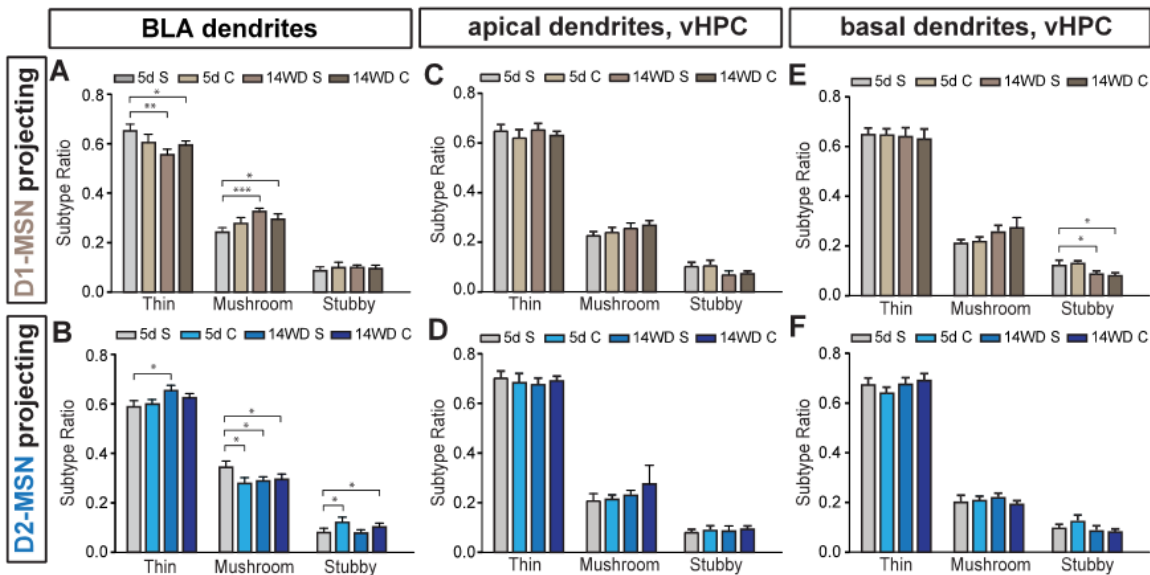 BLA dendrites
apical dendrites, vHPC
basal dendrites, vHPC
D1-MSN projecting
A
5d S 5d C 14WD S 14WD C
Subtype Ratio
0.8
0.6
0.4
0.2
0.0
*
**
*
***
Thin Mushroom Stubby
C
5d S 5d C 14WD S 14WD C
Subtype Ratio
0.8
0.6
0.4
0.2
0.0
Thin Mushroom Stubby
E
5d S 5d C 14WD S 14WD C
Subtype Ratio
0.8
0.6
0.4
0.2
0.0
*
*
Thin Mushroom Stubby
D2-MSN projecting
B
5d S 5d C 14WD S 14WD C
Subtype Ratio
0.8
0.6
0.4
0.2
0.0
*
*
*
*
*
*
Thin Mushroom Stubby
D
5d S 5d C 14WD S 14WD C
Subtype Ratio
0.8
0.6
0.4
0.2
0.0
Thin Mushroom Stubby
F
5d S 5d C 14WD S 14WD C
Subtype Ratio
0.8
0.6
0.4
0.2
0.0
Thin Mushroom Stubby